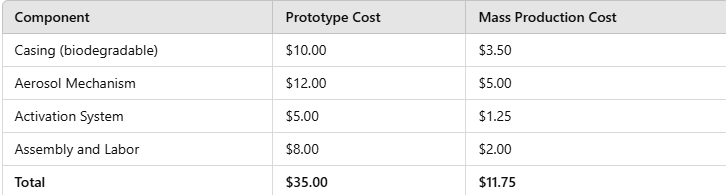 Component Prototype Cost Mass Production Cost
Casing (biodegradable) $10.00 $3.50
Aerosol Mechanism $12.00 $5.00
Activation System $5.00 $1.25
Assembly and Labor $8.00 $2.00
Total $35.00 $11.75